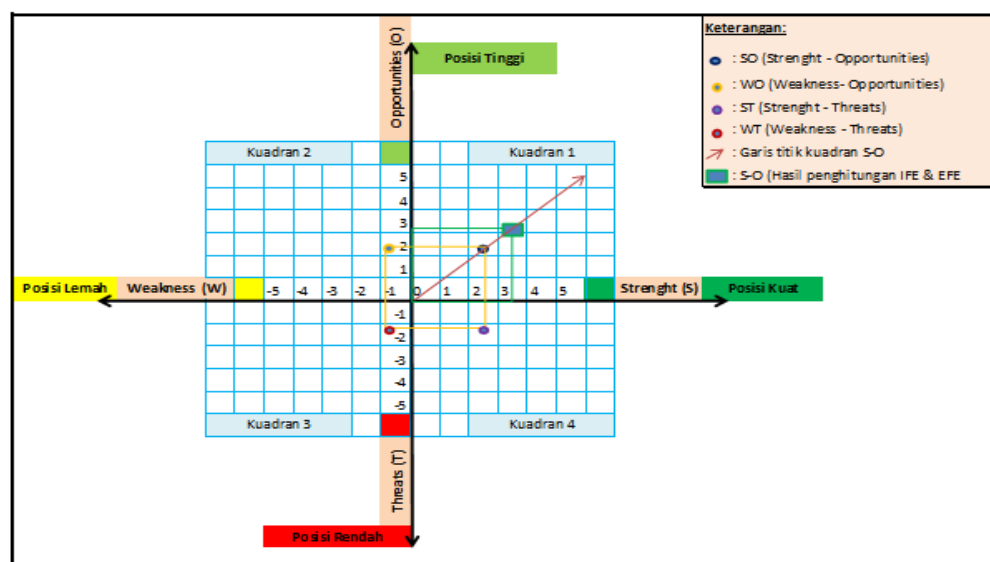 Opportunities (O)
Posisi Tinggi
Keterangan:
: SO (Strenght - Opportunities)
: WO (Weakness- Opportunities)
: ST (Strenght - Threats)
: WT (Weakness - Threats)
: Garis titik kuadran S-O
: S-O (Hasil penghitungan IFE & EFE
Kuadran 2
Kuadran 1
5
4
3
2
1
Posisi Lemah
Weakness (W)
-5 -4 -3 -2 -1 0 1 2 3 4 5
Strenght (S)
Posisi Kuat
-1
-2
-3
-4
-5
Kuadran 3
Kuadran 4
Threats (T)
Posisi Rendah